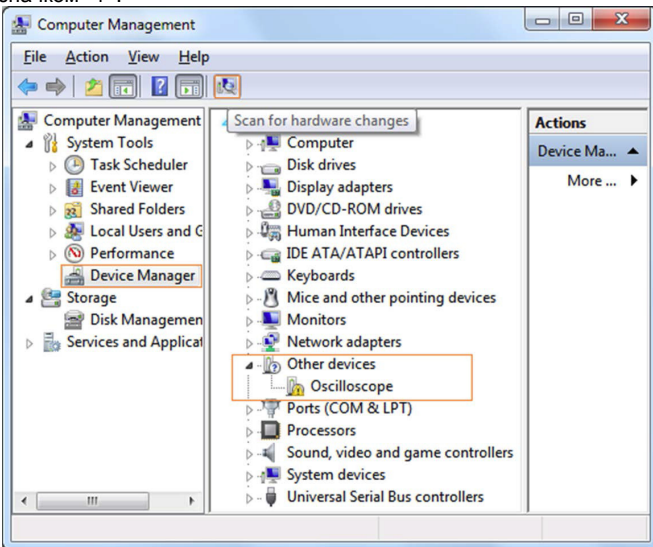 значком "!".
Computer Management
File Action View Help
Scan for hardware changes
Computer Management
System Tools
Task Scheduler
Event Viewer
Shared Folders
Local Users and G
Performance
Device Manager
Storage
Disk Managemen
Services and Applicat
Computer
Disk drives
Display adapters
DVD/CD-ROM drives
Human Interface Devices
IDE ATA/ATAPI controllers
Keyboards
Mice and other pointing devices
Monitors
Network adapters
Other devices
Oscilloscope
Ports (COM & LPT)
Processors
Sound, video and game controllers
System devices
Universal Serial Bus controllers
Actions
Device Ma...
More ...